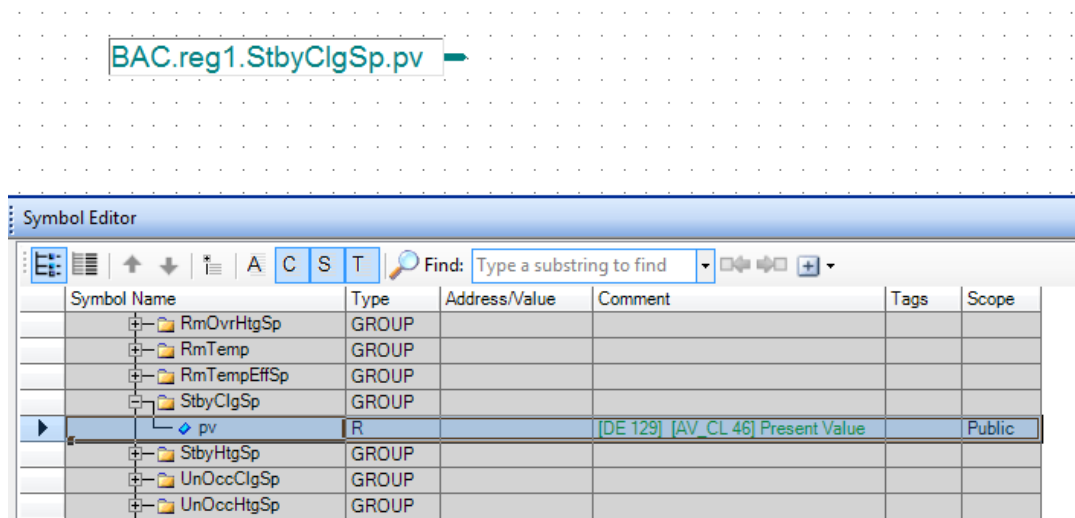 BAC.reg1.StbyClgSp.pv
Symbol Editor
A C S T Find: Type a substring to find
Symbol Name Type Address/Value Comment Tags Scope
RmOvrHtgSp GROUP
RmTemp GROUP
RmTempEffSp GROUP
StbyClgSp GROUP
pv R [DE 129] [AV_CL 46] Present Value Public
StbyHtgSp GROUP
UnOccClgSp GROUP
UnOccHtgSp GROUP